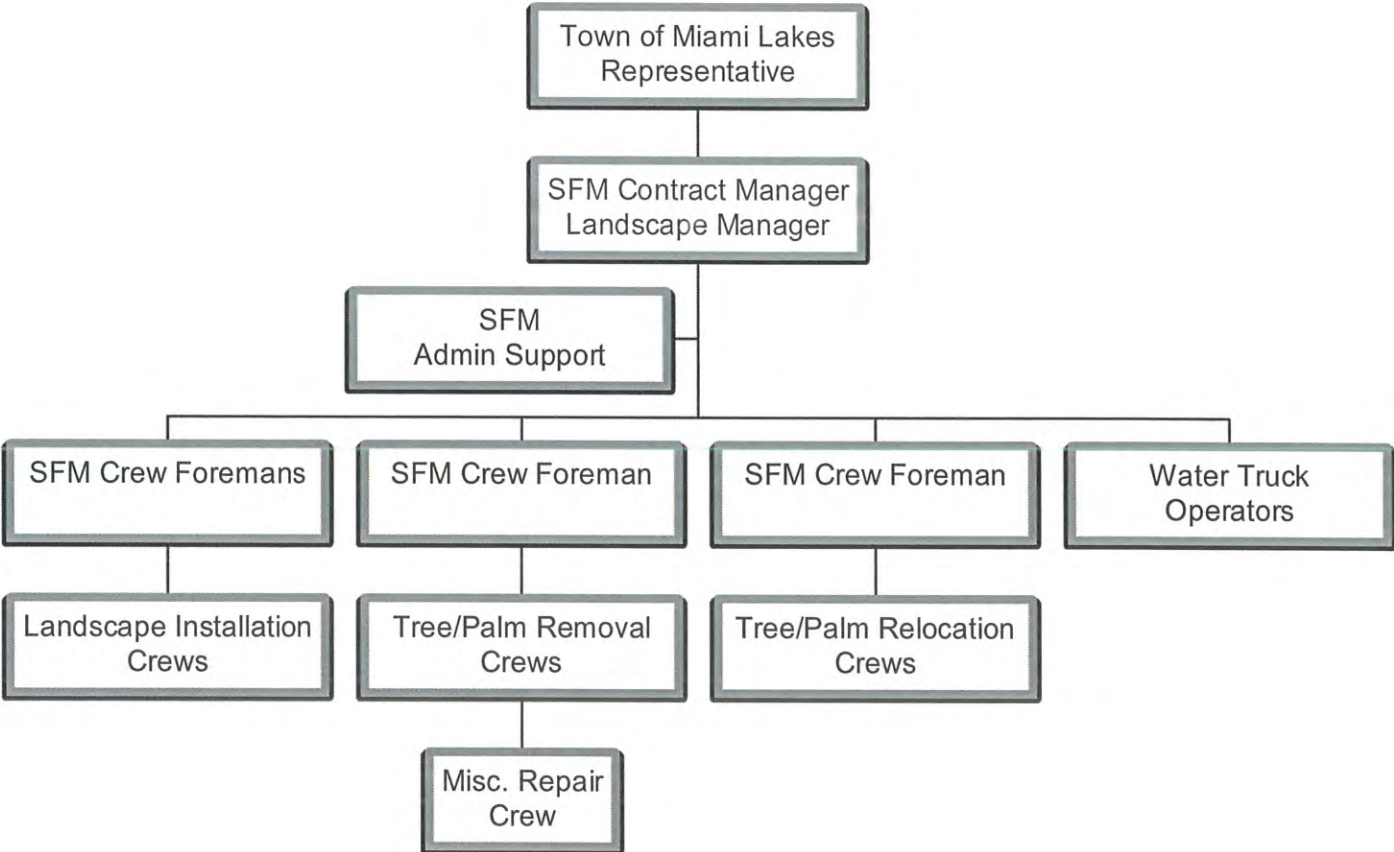 Town of Miami Lakes
Representative
SFM Contract Manager
Landscape Manager
SFM
Admin Support
SFM Crew Foremans
SFM Crew Foreman
SFM Crew Foreman
Water Truck
Operators
Landscape Installation
Crews
Tree/Palm Removal
Crews
Tree/Palm Relocation
Crews
Misc. Repair
Crew